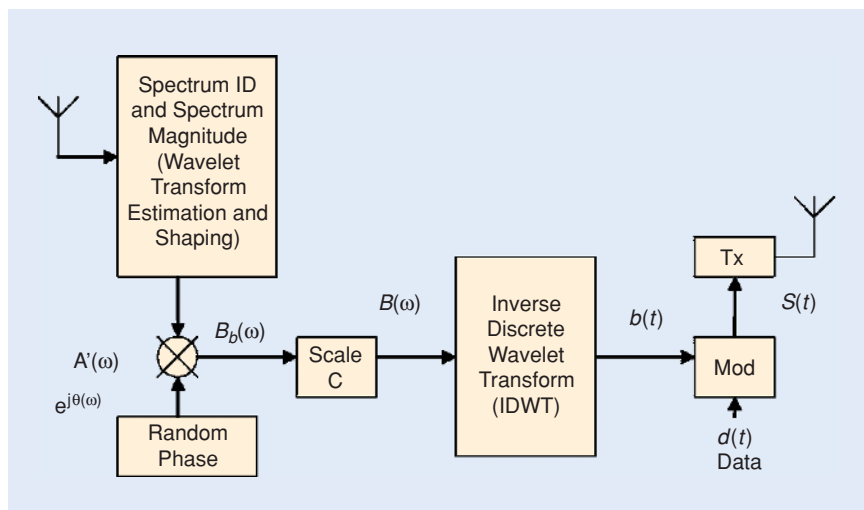 Spectrum ID
and Spectrum
Magnitude
(Wavelet
Transform
Estimation and
Shaping)
Tx
S(t)
B(ω)
Inverse
Discrete
Wavelet
Transform
(IDWT)
b(t)
B_b(ω)
A'(ω)
Scale
C
Mod
e^{jθ(ω)}
Random
Phase
d(t)
Data